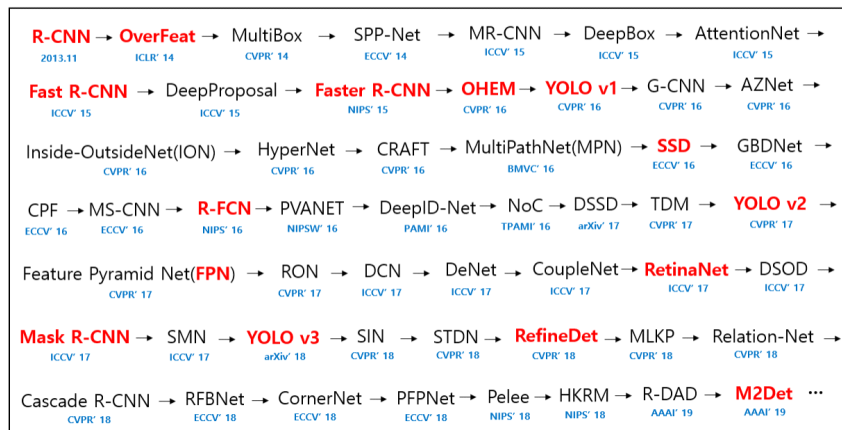 R-CNN → OverFeat → MultiBox → SPP-Net → MR-CNN → DeepBox → AttentionNet →
2013.11 ICLR' 14 CVPR' 14 ECCV' 14 ICCV' 15 ICCV' 15 ICCV' 15
Fast R-CNN → DeepProposal → Faster R-CNN → OHEM → YOLO v1 → G-CNN → AZNet →
ICCV' 15 ICCV' 15 NIPS' 15 CVPR' 16 CVPR' 16 CVPR' 16 CVPR' 16
Inside-OutsideNet(ION) → HyperNet → CRAFT → MultiPathNet(MPN) → SSD → GBDNet →
CVPR' 16 CVPR' 16 CVPR' 16 BMVC' 16 ECCV' 16 ECCV' 16
CPF → MS-CNN → R-FCN → PVANET → DeepID-Net → NoC → DSSD → TDM → YOLO v2 →
ECCV' 16 ECCV' 16 NIPS' 16 NIPSW' 16 PAMI' 16 TPAMI' 16 arXiv' 17 CVPR' 17 CVPR' 17
Feature Pyramid Net(FPN) → RON → DCN → DeNet → CoupleNet → RetinaNet → DSOD →
CVPR' 17 CVPR' 17 ICCV' 17 ICCV' 17 ICCV' 17 ICCV' 17 ICCV' 17
Mask R-CNN → SMN → YOLO v3 → SIN → STDN → RefineDet → MLKP → Relation-Net →
ICCV' 17 ICCV' 17 arXiv' 18 CVPR' 18 CVPR' 18 CVPR' 18 CVPR' 18 CVPR' 18
Cascade R-CNN → RFBNet → CornerNet → PFPNet → Pelee → HKRM → R-DAD → M2Det ···
CVPR' 18 ECCV' 18 ECCV' 18 ECCV' 18 NIPS' 18 NIPS' 18 AAAI' 19 AAAI' 19